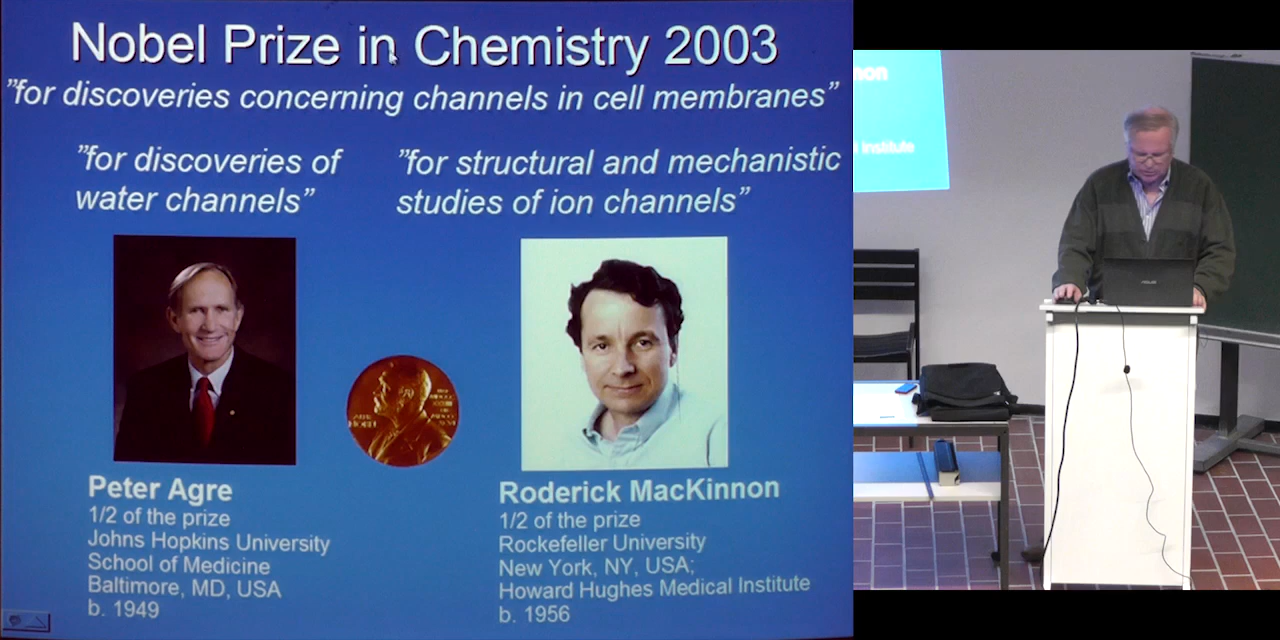 Nobel Prize in Chemistry 2003
”for discoveries concerning channels in cell membranes”
”for discoveries of
water channels”
”for structural and mechanistic
studies of ion channels”
Peter Agre
1/2 of the prize
Johns Hopkins University
School of Medicine
Baltimore, MD, USA
b. 1949
Roderick MacKinnon
1/2 of the prize
Rockefeller University
New York, NY, USA;
Howard Hughes Medical Institute
b. 1956
non
Institute
ASUS